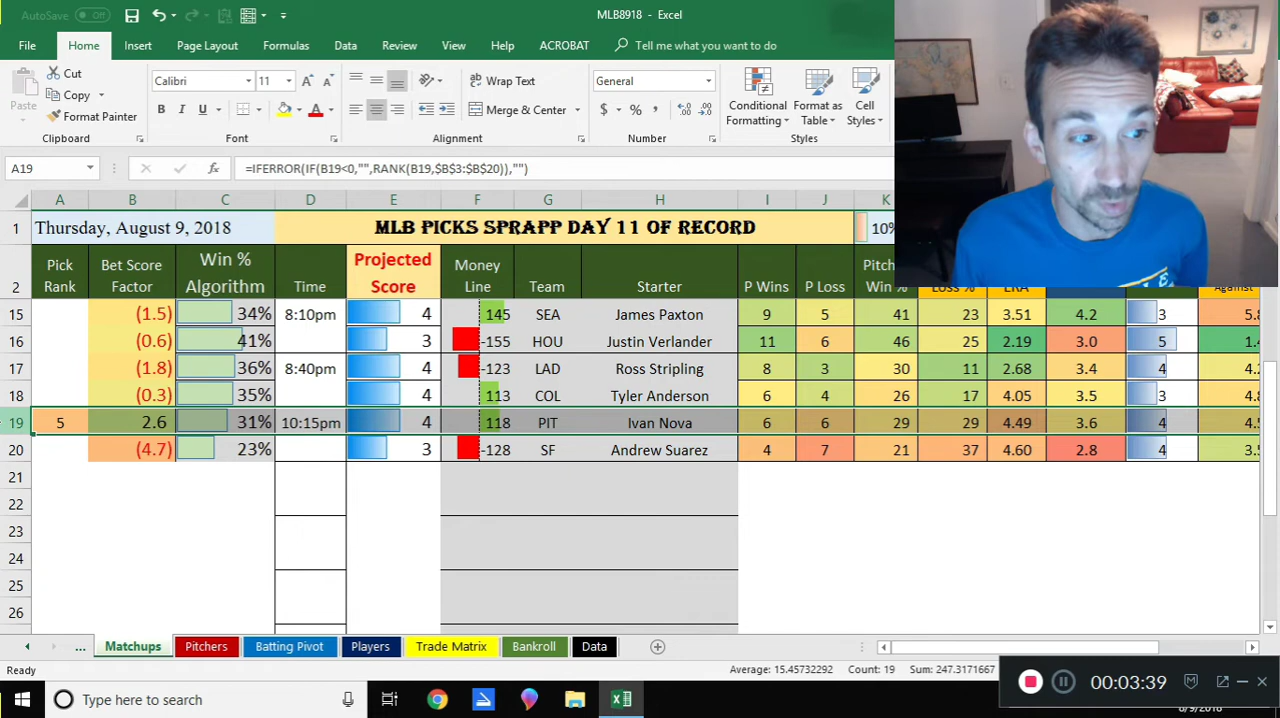 AutoSave Off MLB8918 - Excel
File Home Insert Page Layout Formulas Data Review View Help ACROBAT Tell me what you want to do
Paste Cut Copy Format Painter Calibri 11 B I U Wrap Text Merge & Center General $ % , Conditional Formatting Format as Table Cell Styles
Clipboard Font Alignment Number Styles
A19 fx =IFERROR(IF(B19<0,"",RANK(B19,$B$3:$B$20)),"")
A B C D E F G H I J K
1 Thursday, August 9, 2018 MLB PICKS SPRAPP DAY 11 OF RECORD 10%
2 Pick Rank Bet Score Factor Win % Algorithm Time Projected Score Money Line Team Starter P Wins P Loss Pitch Win % Loss % ERA Against
15 (1.5) 34% 8:10pm 4 145 SEA James Paxton 9 5 41 23 3.51 4.2 3 5.8
16 (0.6) 41% 3 -155 HOU Justin Verlander 11 6 46 25 2.19 3.0 5 1.4
17 (1.8) 36% 8:40pm 4 -123 LAD Ross Stripling 8 3 30 11 2.68 3.4 4 4.2
18 (0.3) 35% 4 113 COL Tyler Anderson 6 4 26 17 4.05 3.5 3 4.8
19 5 2.6 31% 10:15pm 4 118 PIT Ivan Nova 6 6 29 29 4.49 3.6 4 4.5
20 (4.7) 23% 3 -128 SF Andrew Suarez 4 7 21 37 4.60 2.8 4 3.5
21
22
23
24
25
26
... Matchups Pitchers Batting Pivot Players Trade Matrix Bankroll Data
Ready Average: 15.45732292 Count: 19 Sum: 247.3171667
00:03:39
Type here to search
8/9/2018